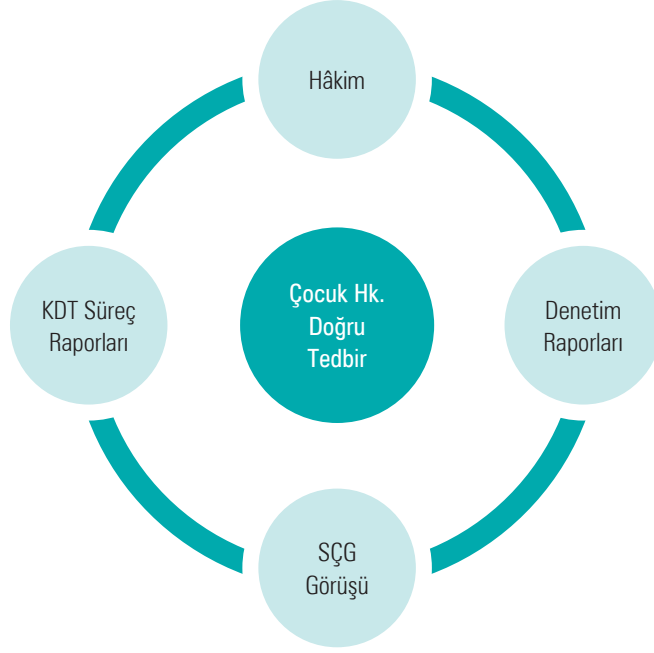 Hâkim
KDT Süreç
Raporları
Çocuk Hk.
Doğru
Tedbir
Denetim
Raporları
SÇG
Görüşü